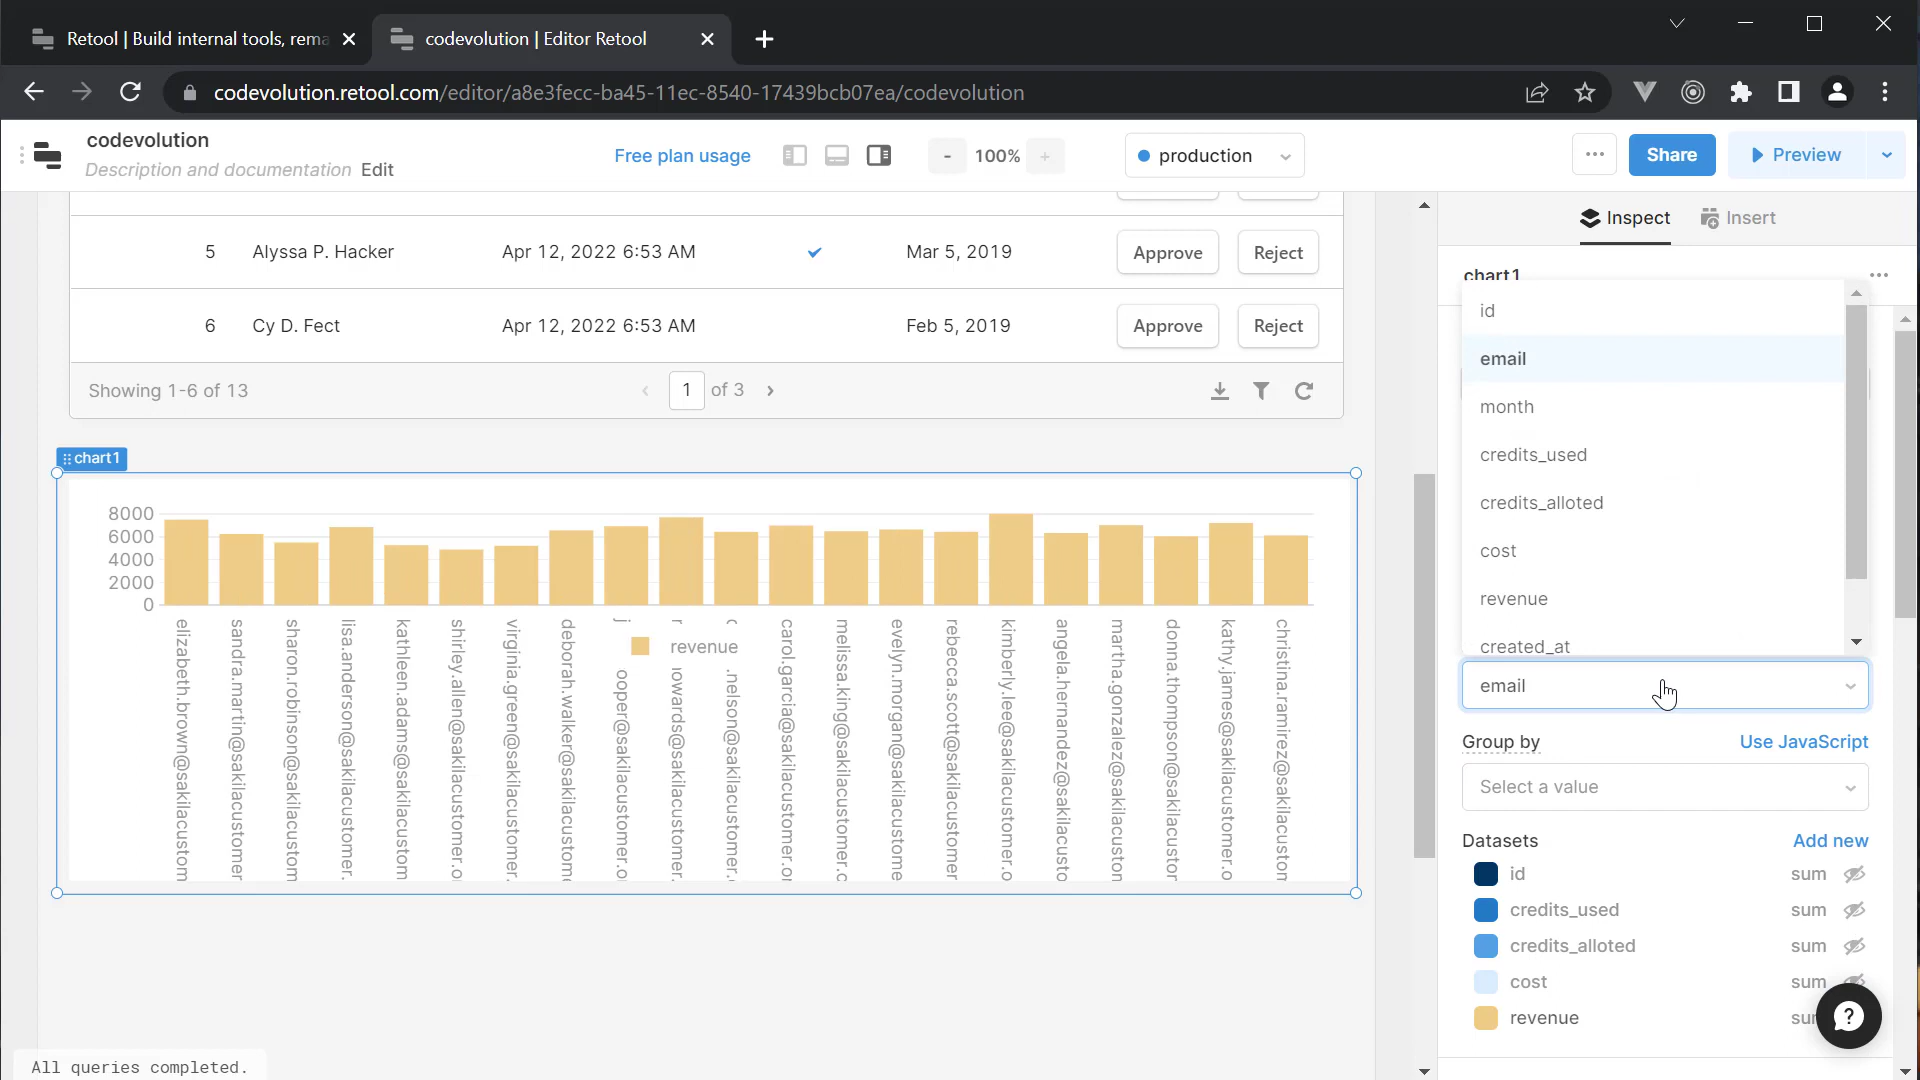 Retool | Build internal tools, rema
codevolution | Editor Retool
codevolution.retool.com/editor/a8e3fecc-ba45-11ec-8540-17439bcb07ea/codevolution
codevolution
Description and documentation Edit
Free plan usage
- 100% +
production
Share
Preview
Inspect
Insert
5 Alyssa P. Hacker Apr 12, 2022 6:53 AM Mar 5, 2019 Approve Reject
6 Cy D. Fect Apr 12, 2022 6:53 AM Feb 5, 2019 Approve Reject
Showing 1-6 of 13
1 of 3
chart1
8000
6000
4000
2000
0
elizabeth.brown@sakilacustom
sandra.martin@sakilacustomer
sharon.robinson@sakilacustom
lisa.anderson@sakilacustomer.
kathleen.adams@sakilacustom
shirley.allen@sakilacustomer.o
virginia.green@sakilacustomer.
deborah.walker@sakilacustome
ooper@sakilacustomer.o
owards@sakilacustomer.
.nelson@sakilacustomer.
carol.garcia@sakilacustomer.o
melissa.king@sakilacustomer.c
evelyn.morgan@sakilacustome
rebecca.scott@sakilacustomer
kimberly.lee@sakilacustomer.o
angela.hernandez@sakilacusto
martha.gonzalez@sakilacustom
donna.thompson@sakilacustor
kathy.james@sakilacustomer.o
christina.ramirez@sakilacustom
revenue
chart1
id
email
month
credits_used
credits_alloted
cost
revenue
created_at
email
Group by Use JavaScript
Select a value
Datasets Add new
id sum
credits_used sum
credits_alloted sum
cost sum
revenue su
All queries completed.